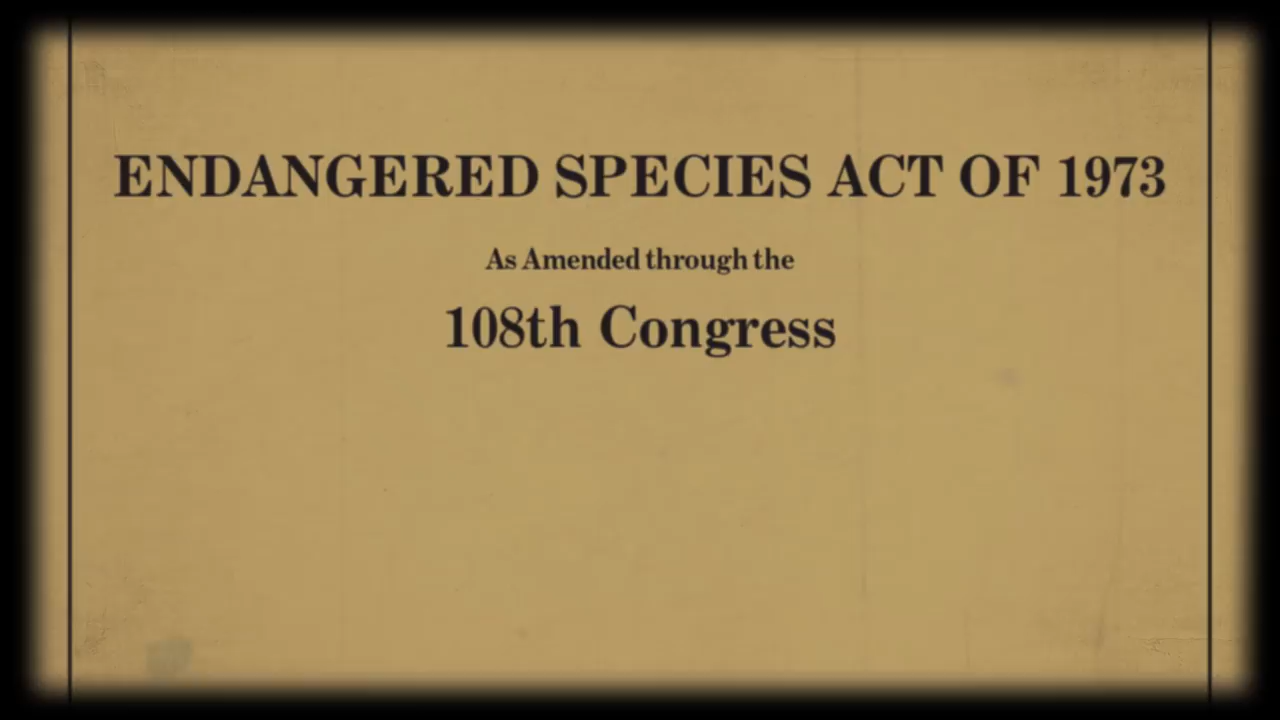 ENDANGERED SPECIES ACT OF 1973
As Amended through the
108th Congress